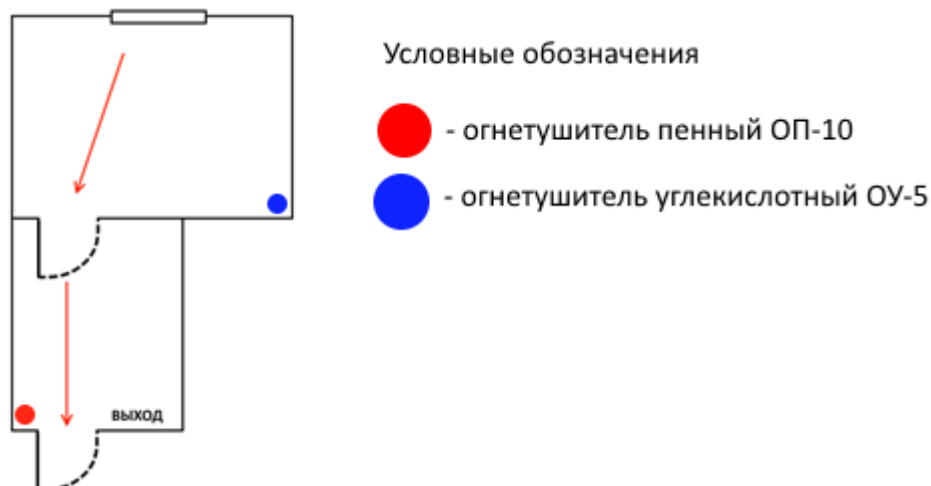 Условные обозначения
- огнетушитель пенный ОП-10
- огнетушитель углекислотный ОУ-5
ВЫХОД